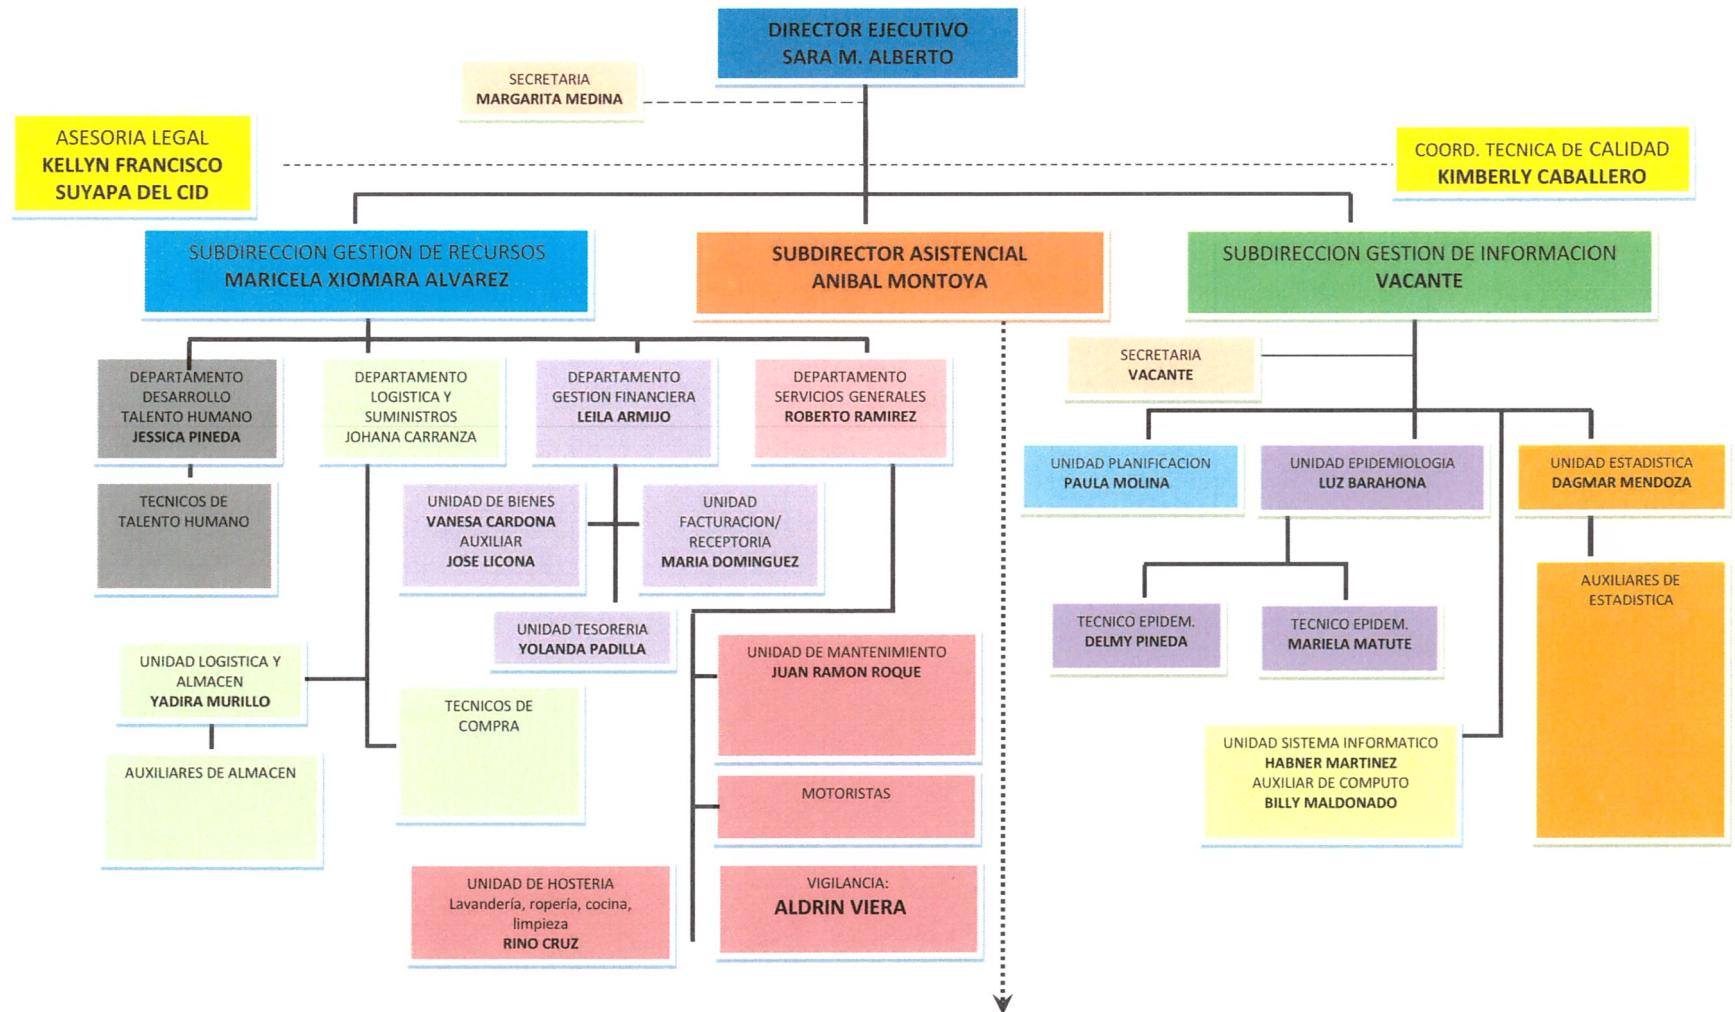 DIRECTOR EJECUTIVO
SARA M. ALBERTO
SECRETARIA
MARGARITA MEDINA
ASESORIA LEGAL
KELLYN FRANCISCO
SUYAPA DEL CID
COORD. TECNICA DE CALIDAD
KIMBERLY CABALLERO
SUBDIRECCION GESTION DE RECURSOS
MARICELA XIOMARA ALVAREZ
SUBDIRECTOR ASISTENCIAL
ANIBAL MONTOYA
SUBDIRECCION GESTION DE INFORMACION
VACANTE
SECRETARIA
VACANTE
DEPARTAMENTO
DESARROLLO
TALENTO HUMANO
JESSICA PINEDA
DEPARTAMENTO
LOGISTICA Y
SUMINISTROS
JOHANA CARRANZA
DEPARTAMENTO
GESTION FINANCIERA
LEILA ARMIJO
DEPARTAMENTO
SERVICIOS GENERALES
ROBERTO RAMIREZ
UNIDAD PLANIFICACION
PAULA MOLINA
UNIDAD EPIDEMIOLOGIA
LUZ BARAHONA
UNIDAD ESTADISTICA
DAGMAR MENDOZA
TECNICOS DE
TALENTO HUMANO
UNIDAD DE BIENES
VANESA CARDONA
AUXILIAR
JOSE LICONA
UNIDAD
FACTURACION/
RECEPTORIA
MARIA DOMINGUEZ
AUXILIARES DE
ESTADISTICA
UNIDAD TESORERIA
YOLANDA PADILLA
TECNICO EPIDEM.
DELMY PINEDA
TECNICO EPIDEM.
MARIELA MATUTE
UNIDAD LOGISTICA Y
ALMACEN
YADIRA MURILLO
UNIDAD DE MANTENIMIENTO
JUAN RAMON ROQUE
TECNICOS DE
COMPRA
UNIDAD SISTEMA INFORMATICO
HABNER MARTINEZ
AUXILIAR DE COMPUTO
BILLY MALDONADO
AUXILIARES DE ALMACEN
MOTORISTAS
UNIDAD DE HOSTERIA
Lavandería, ropería, cocina,
limpieza
RINO CRUZ
VIGILANCIA:
ALDRIN VIERA